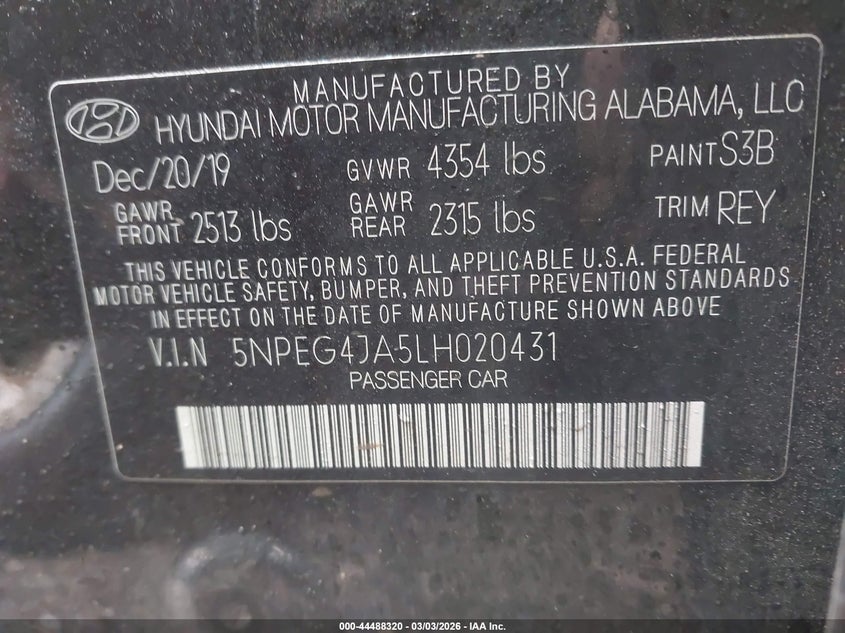 MANUFACTURED BY
HYUNDAI MOTOR MANUFACTURING ALABAMA, LLC
Dec/20/19 GVWR 4354 lbs PAINT S3B
GAWR FRONT 2513 lbs GAWR REAR 2315 lbs TRIM REY
THIS VEHICLE CONFORMS TO ALL APPLICABLE U.S.A. FEDERAL
MOTOR VEHICLE SAFETY, BUMPER, AND THEFT PREVENTION STANDARDS
IN EFFECT ON THE DATE OF MANUFACTURE SHOWN ABOVE
V.I.N 5NPEG4JA5LH020431
PASSENGER CAR
000-44488320 - 03/03/2026 - IAA Inc.